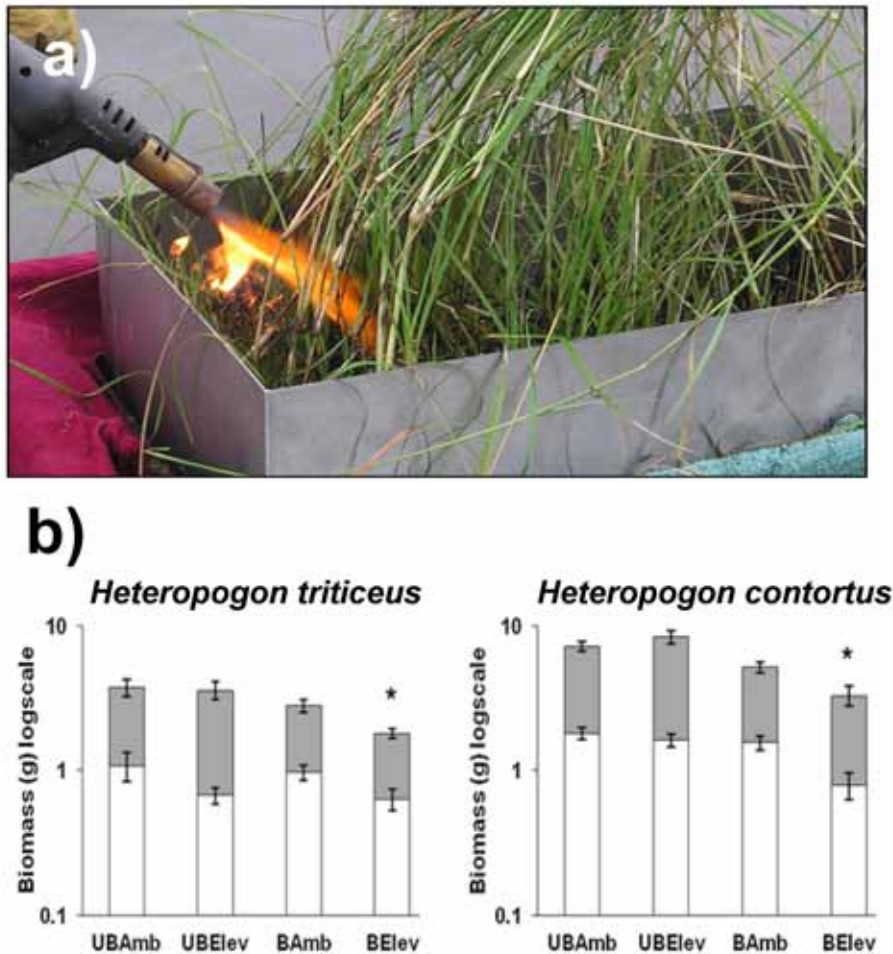 a)
b)
Heteropogon triticeus
Heteropogon contortus
Biomass (g) logscale
10
1
0.1
*
UBAmb UBElev BAmb BElev
Biomass (g) logscale
10
1
0.1
*
UBAmb UBElev BAmb BElev